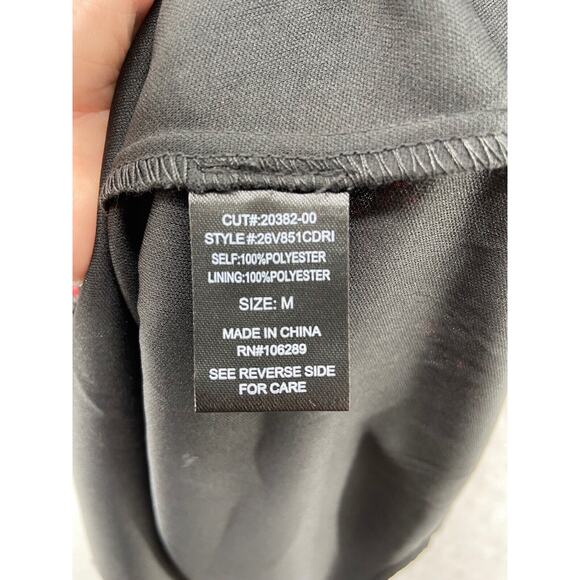 CUT#:20382-00
STYLE#:26V851CDRI
SELF:100%POLYESTER
LINING:100%POLYESTER
SIZE: M
MADE IN CHINA
RN#106289
SEE REVERSE SIDE
FOR CARE